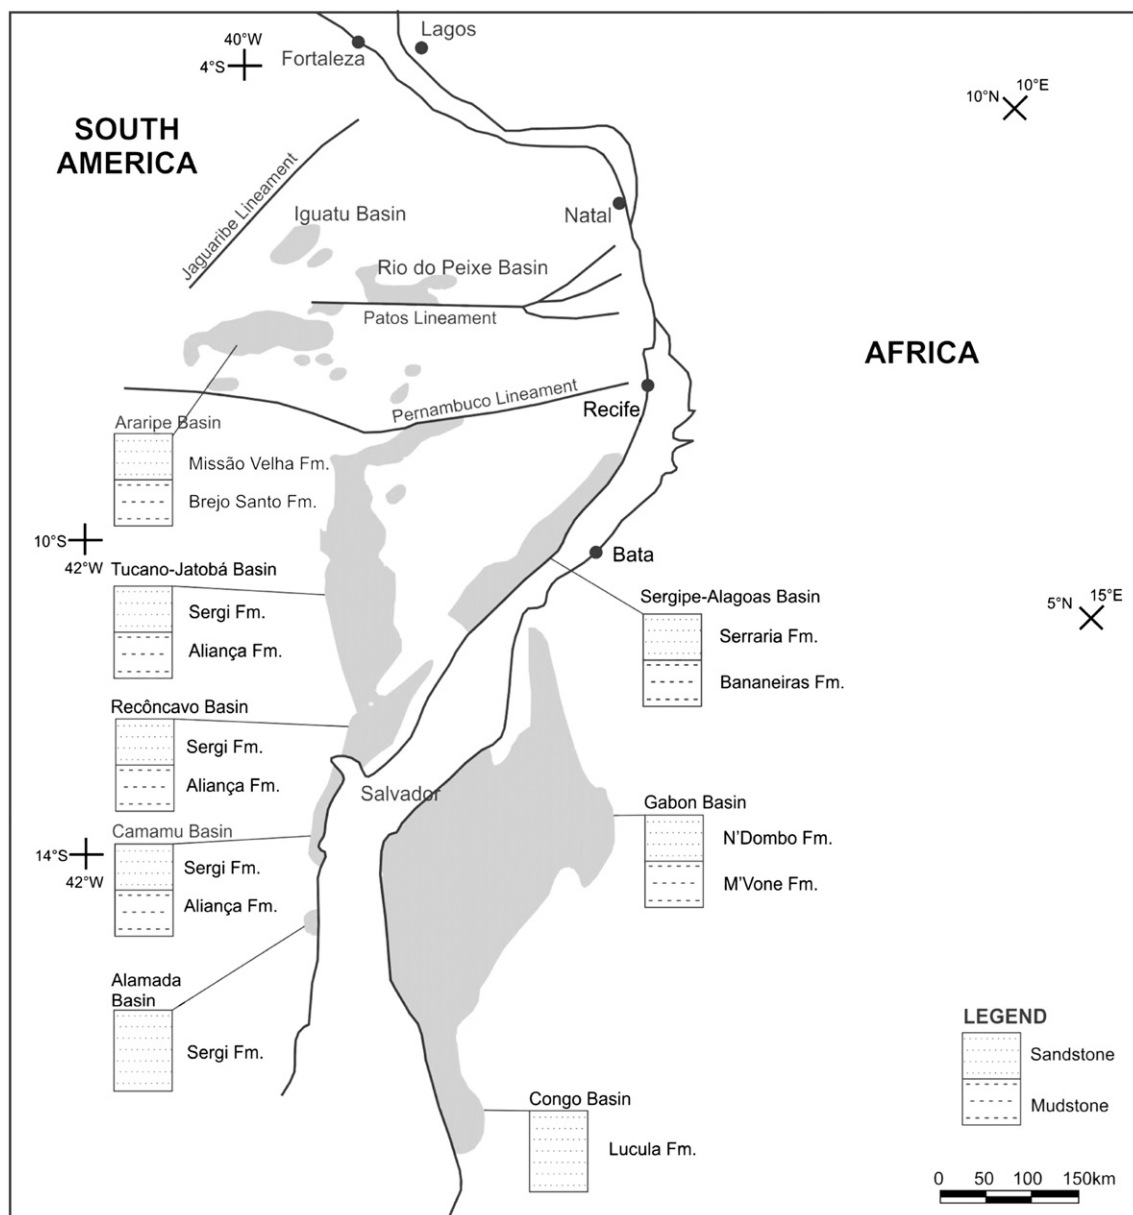 Lagos
40°W
4°S
Fortaleza
10°E
10°N
SOUTH
AMERICA
Jaguaribe Lineament
Iguatu Basin
Natal
Rio do Peixe Basin
Patos Lineament
AFRICA
Pernambuco Lineament
Recife
Araripe Basin
Missão Velha Fm.
Brejo Santo Fm.
10°S
42°W
Bata
Tucano-Jatobá Basin
Sergi Fm.
Aliança Fm.
Sergipe-Alagoas Basin
Serraria Fm.
Bananeiras Fm.
5°N
15°E
Recôncavo Basin
Sergi Fm.
Aliança Fm.
Salvador
Camamu Basin
14°S
42°W
Sergi Fm.
Aliança Fm.
Gabon Basin
N'Dombo Fm.
M'Vone Fm.
Alamada
Basin
Sergi Fm.
Congo Basin
Lucula Fm.
LEGEND
Sandstone
Mudstone
0 50 100 150km